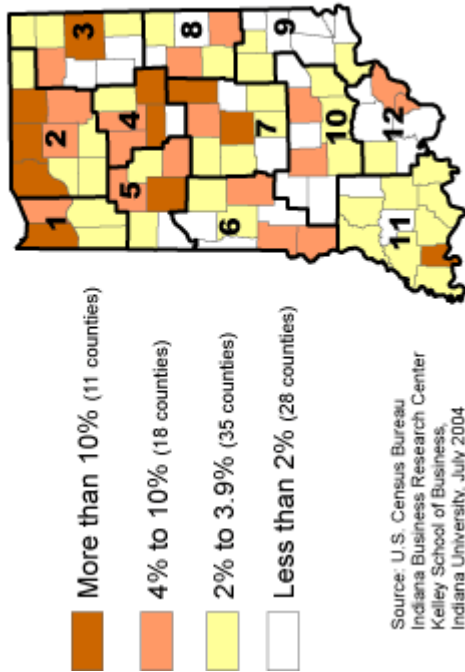 More than 10% (11 counties)
4% to 10% (18 counties)
2% to 3.9% (35 counties)
Less than 2% (28 counties)
Source: U.S. Census Bureau
Indiana Business Research Center
Kelley School of Business,
Indiana University, July 2004
1
2
3
4
5
6
7
8
9
10
11
12